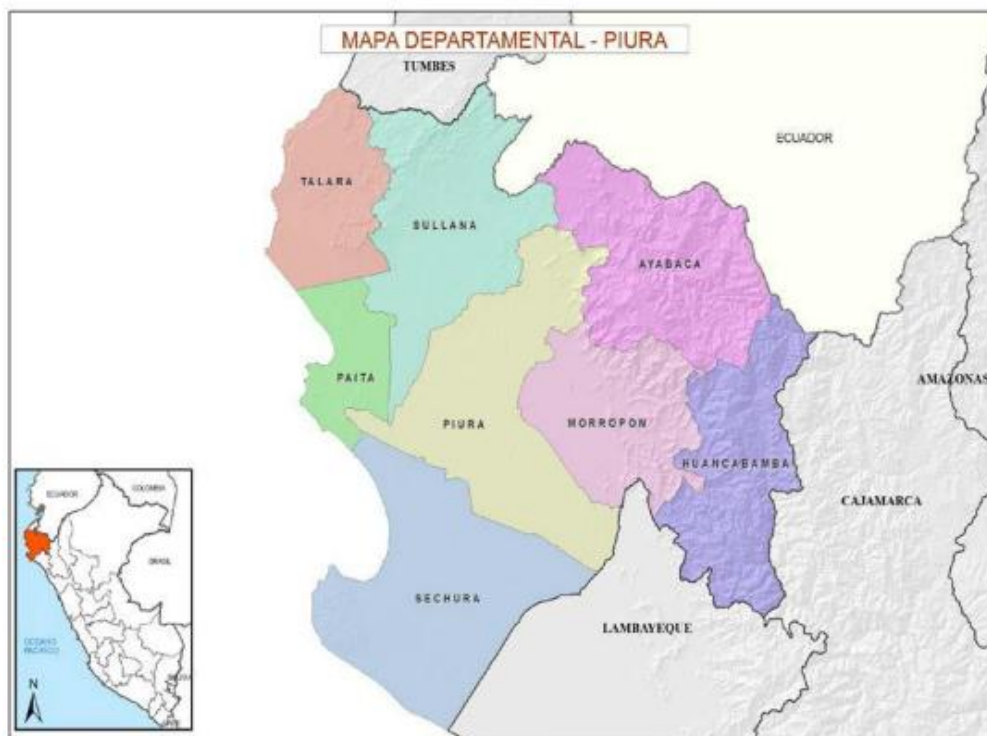 MAPA DEPARTAMENTAL - PIURA
TUMBES
ECUADOR
TALARA
SULLANA
AYABACA
PAITA
PIURA
MORROPON
HUANCABAMBA
AMAZONAS
CAJAMARCA
SECHURA
LAMBAYEQUE
ECUADOR
COLOMBIA
BRASIL
OCEANO
PACIFICO
N